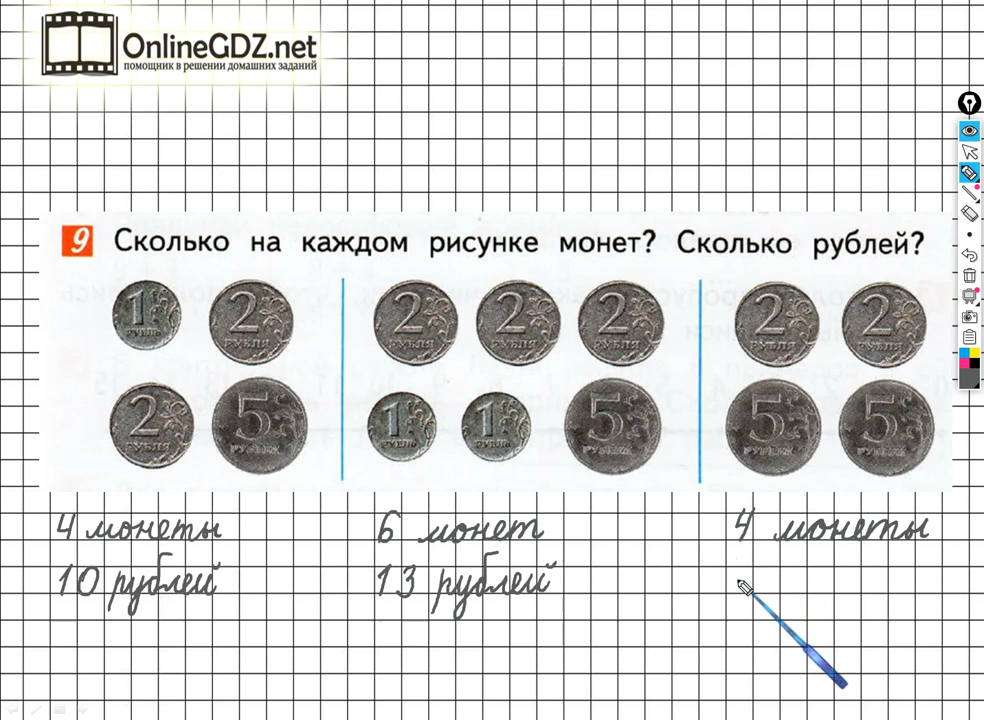 OnlineGDZ.net
помощник в решении домашних заданий
9 Сколько на каждом рисунке монет? Сколько рублей?
1 РУБЛЬ 2 РУБЛЯ 2 РУБЛЯ 2 РУБЛЯ 2 РУБЛЯ 2 РУБЛЯ 2 РУБЛЯ
2 РУБЛЯ 5 РУБЛЕЙ 1 РУБЛЬ 1 РУБЛЬ 5 РУБЛЕЙ 5 РУБЛЕЙ 5 РУБЛЕЙ
4 монеты 6 монет 4 монеты
10 рублей 13 рублей